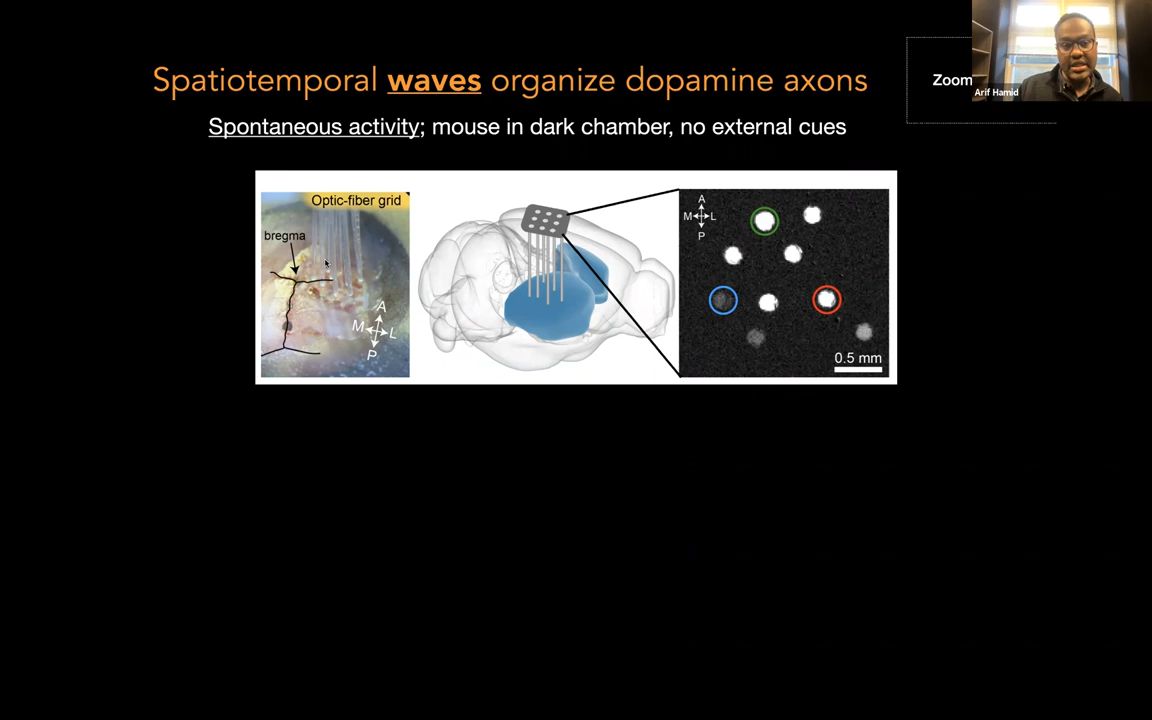 Spatiotemporal waves organize dopamine axons
Zoom
Arif Hamid
Spontaneous activity; mouse in dark chamber, no external cues
Optic-fiber grid
bregma
A
M L
P
A
M L
P
0.5 mm